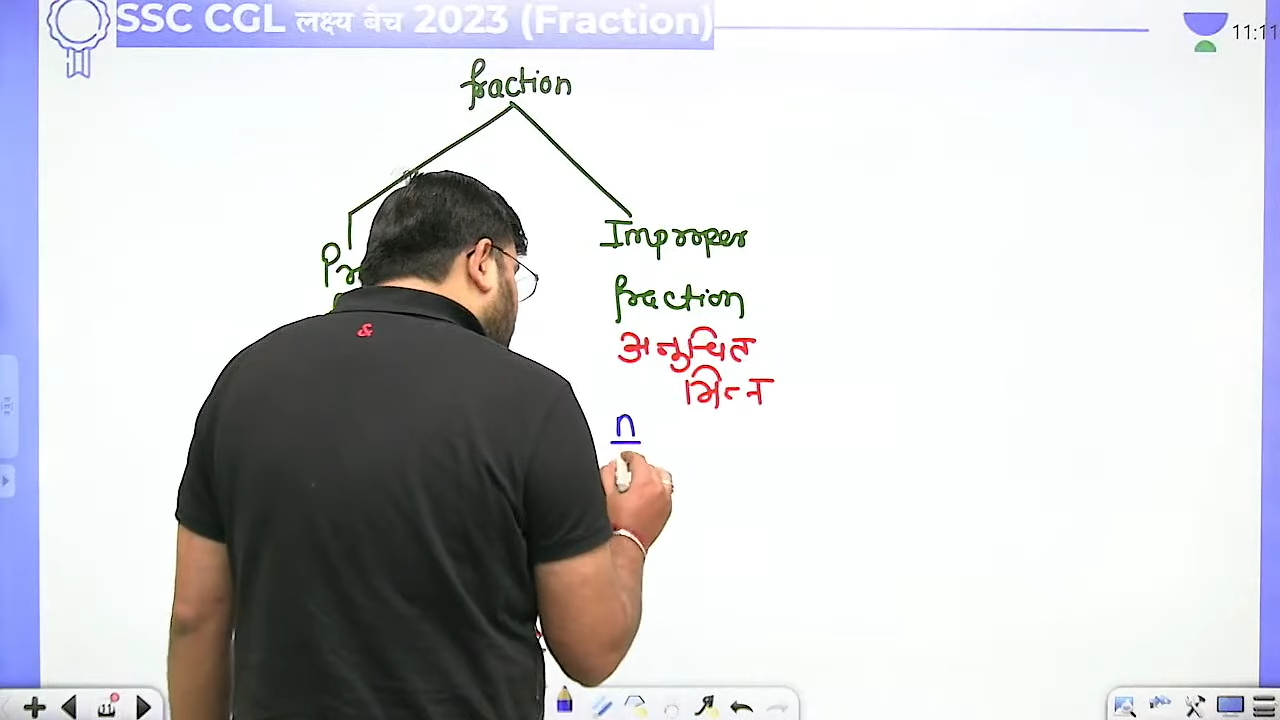 SSC CGL लक्ष्य बेच 2023 (Fraction)
11:11
fraction
Improper
fraction
अनुचित
भिन्न
n